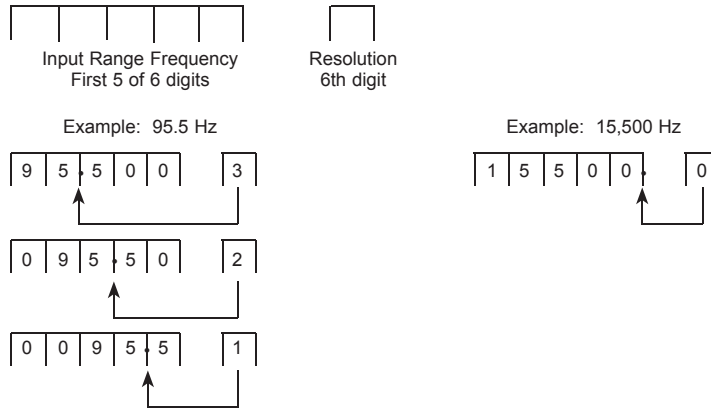 Input Range Frequency
First 5 of 6 digits
Resolution
6th digit
Example: 95.5 Hz
9 5.5 0 0 3
0 9 5.5 0 2
0 0 9 5.5 1
Example: 15,500 Hz
1 5 5 0 0. 0